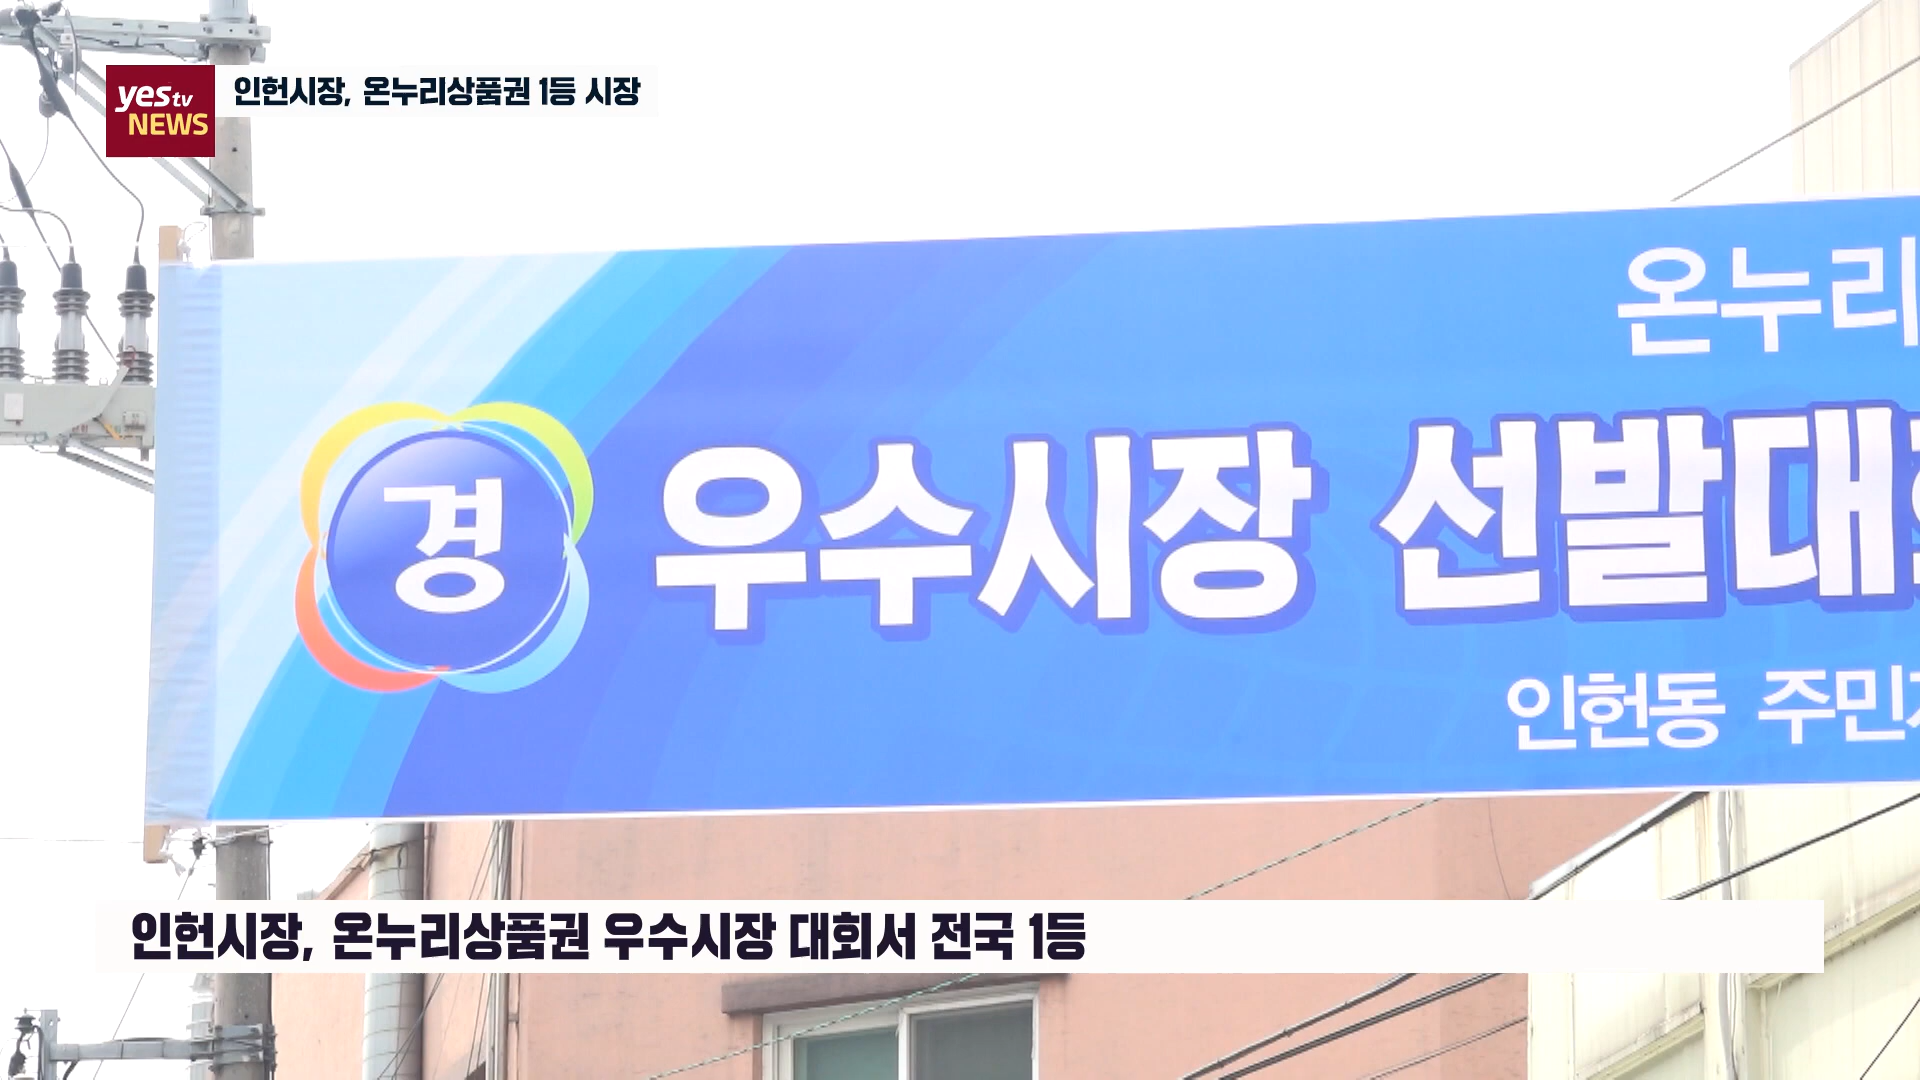 yes tv
NEWS
인헌시장, 온누리상품권 1등 시장
온누리
경 우수시장 선발대
인헌동 주민
인헌시장, 온누리상품권 우수시장 대회서 전국 1등